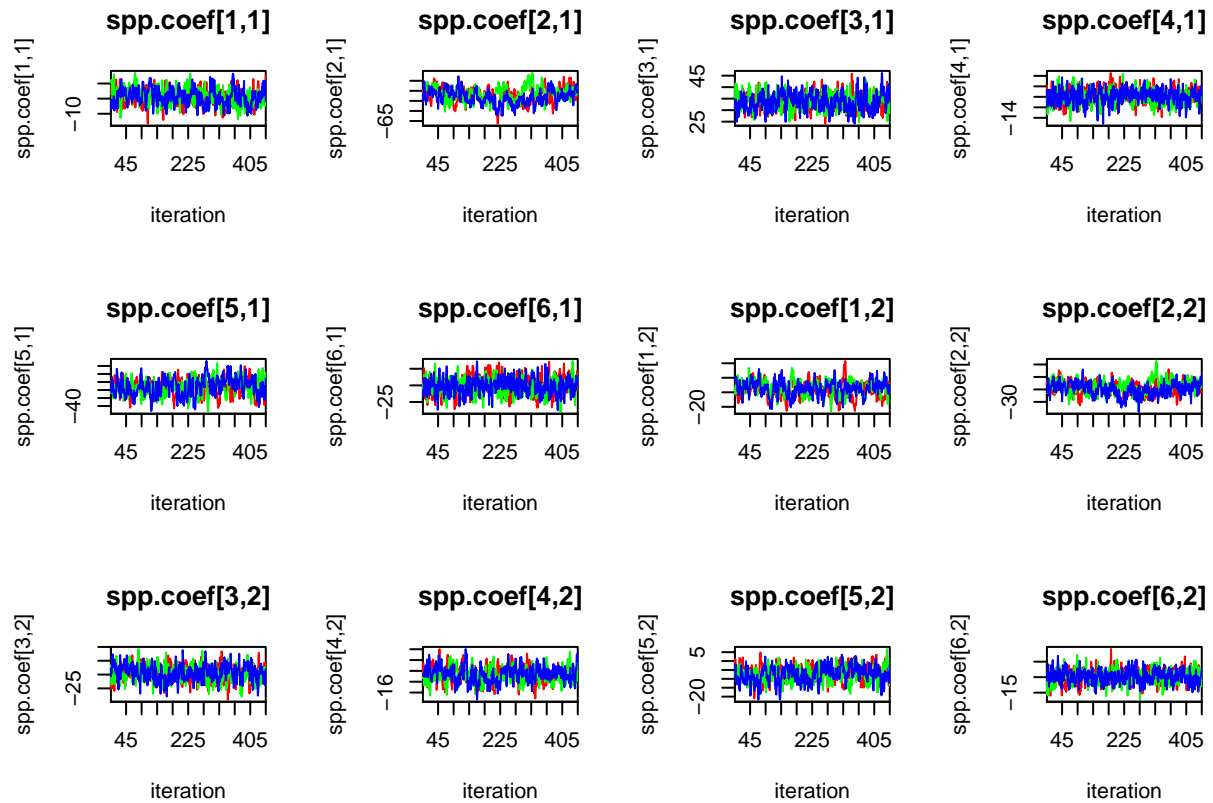 spp.coef[1,1] spp.coef[2,1] spp.coef[3,1] spp.coef[4,1]
spp.coef[1,1]
−10
spp.coef[2,1]
−65
spp.coef[3,1]
25 35 45
spp.coef[4,1]
−14
45 225 405 45 225 405 45 225 405 45 225 405
iteration iteration iteration iteration
spp.coef[5,1] spp.coef[6,1] spp.coef[1,2] spp.coef[2,2]
spp.coef[5,1]
−40
spp.coef[6,1]
−25
spp.coef[1,2]
−20
spp.coef[2,2]
−30
45 225 405 45 225 405 45 225 405 45 225 405
iteration iteration iteration iteration
spp.coef[3,2] spp.coef[4,2] spp.coef[5,2] spp.coef[6,2]
spp.coef[3,2]
−25
spp.coef[4,2]
−16
spp.coef[5,2]
−20 5
spp.coef[6,2]
−15
45 225 405 45 225 405 45 225 405 45 225 405
iteration iteration iteration iteration